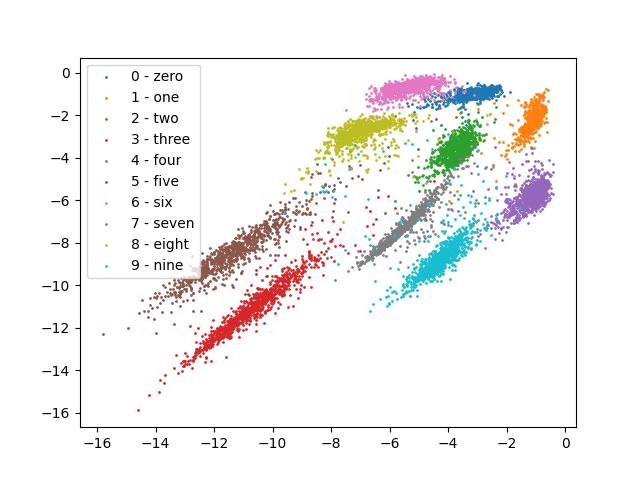 0
−2
−4
−6
−8
−10
−12
−14
−16
0 - zero
1 - one
2 - two
3 - three
4 - four
5 - five
6 - six
7 - seven
8 - eight
9 - nine
−16 −14 −12 −10 −8 −6 −4 −2 0